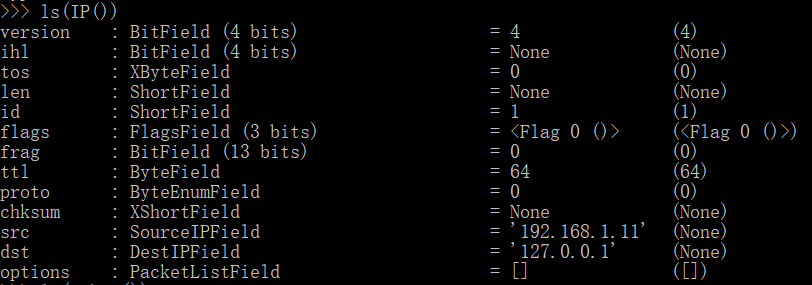 >>> ls(IP())
version    : BitField (4 bits)                   = 4               (4)
ihl        : BitField (4 bits)                   = None            (None)
tos        : XByteField                          = 0               (0)
len        : ShortField                          = None            (None)
id         : ShortField                          = 1               (1)
flags      : FlagsField (3 bits)                 = <Flag 0 ()>     (<Flag 0 ()>)
frag       : BitField (13 bits)                  = 0               (0)
ttl        : ByteField                           = 64              (64)
proto      : ByteEnumField                       = 0               (0)
chksum     : XShortField                         = None            (None)
src        : SourceIPField                       = '192.168.1.11'  (None)
dst        : DestIPField                         = '127.0.0.1'     (None)
options    : PacketListField                     = []              ([])